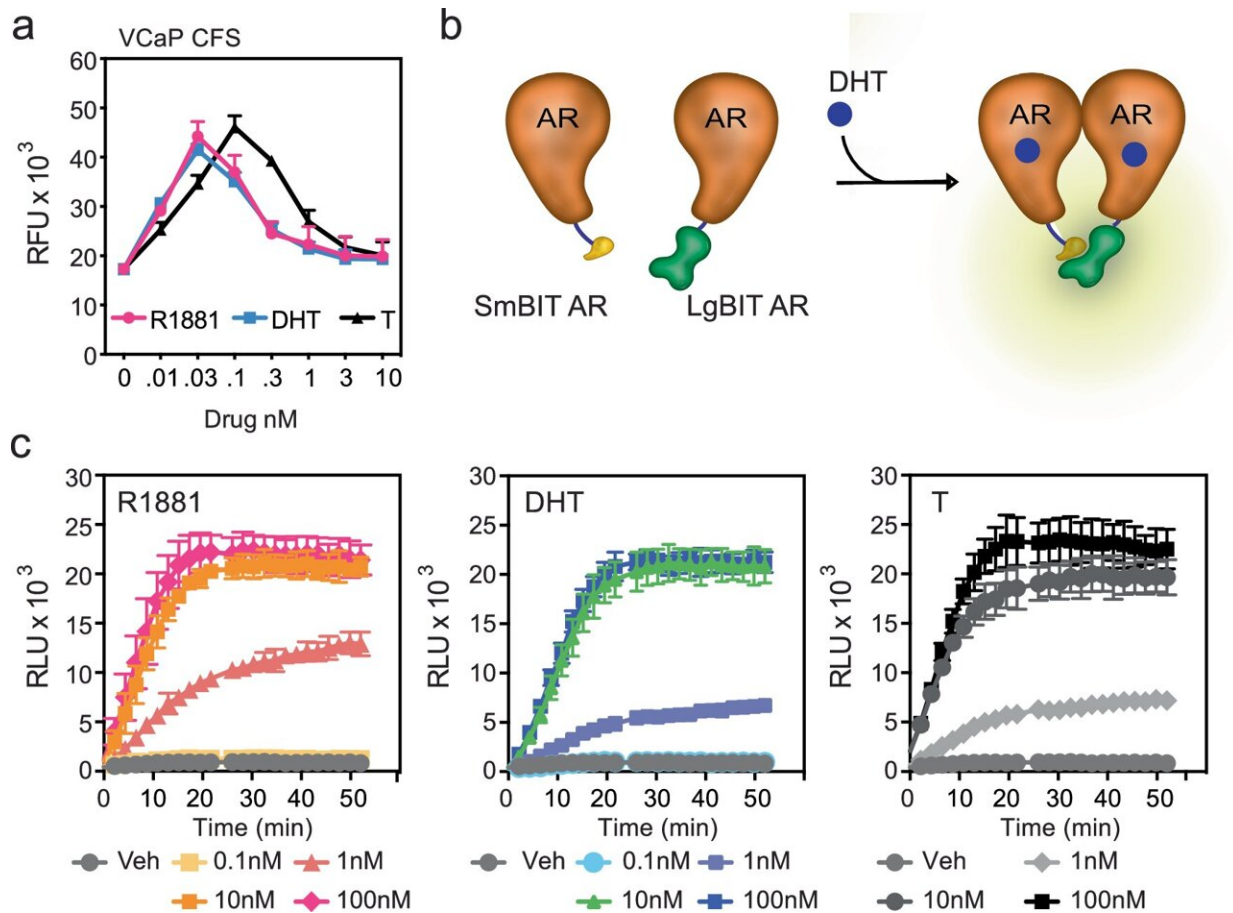 a
VCaP CFS
RFU x 10³
60
50
40
30
20
10
0
R1881 DHT T
0 .01 .03 .1 .3 1 3 10
Drug nM
b
AR AR
SmBIT AR LgBIT AR
DHT
AR AR
c
R1881
RLU x 10³
30
25
20
15
10
5
0
0 10 20 30 40 50
Time (min)
Veh 0.1nM 1nM
10nM 100nM
DHT
RLU x 10³
30
25
20
15
10
5
0
0 10 20 30 40 50
Time (min)
Veh 0.1nM 1nM
10nM 100nM
T
RLU x 10³
30
25
20
15
10
5
0
0 10 20 30 40 50
Time (min)
Veh 1nM
10nM 100nM